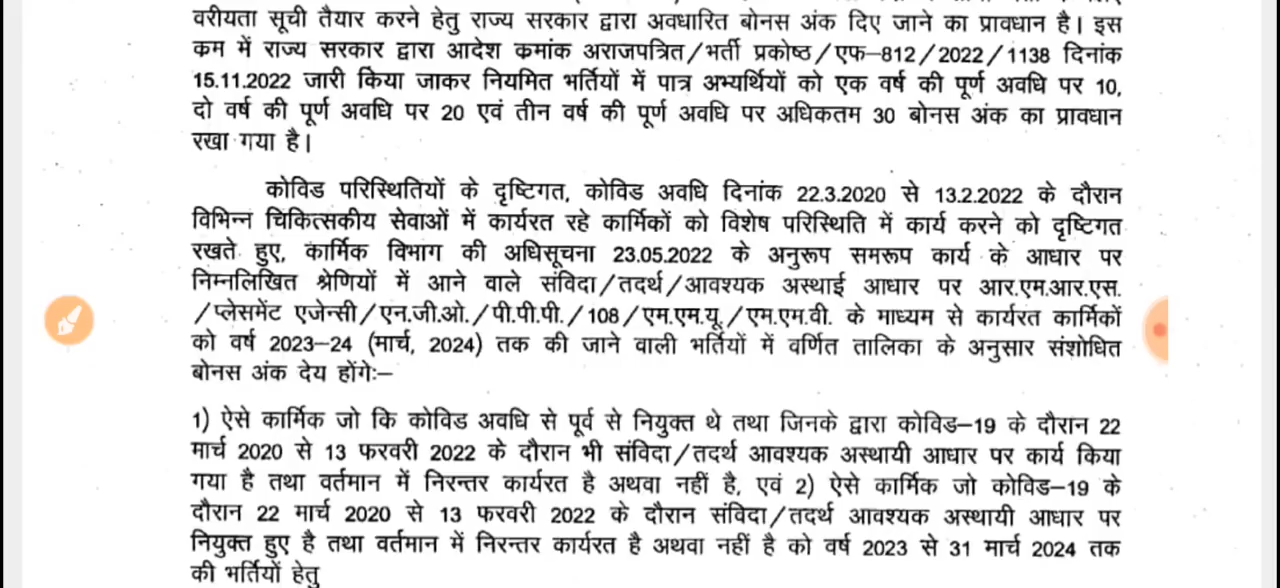 वरीयता सूची तैयार करने हेतु राज्य सरकार द्वारा अवधारित बोनस अंक दिए जाने का प्रावधान है। इस
कम में राज्य सरकार द्वारा आदेश कमांक अराजपत्रित/भर्ती प्रकोष्ठ/एफ–812/2022/1138 दिनांक
15.11.2022 जारी किया जाकर नियमित भर्तियों में पात्र अभ्यर्थियों को एक वर्ष की पूर्ण अवधि पर 10,
दो वर्ष की पूर्ण अवधि पर 20 एवं तीन वर्ष की पूर्ण अवधि पर अधिकतम 30 बोनस अंक का प्रावधान
रखा गया है।
कोविड परिस्थितियों के दृष्टिगत, कोविड अवधि दिनांक 22.3.2020 से 13.2.2022 के दौरान
विभिन्न चिकित्सकीय सेवाओं में कार्यरत रहे कार्मिकों को विशेष परिस्थिति में कार्य करने को दृष्टिगत
रखते हुए, कार्मिक विभाग की अधिसूचना 23.05.2022 के अनुरूप समरूप कार्य के आधार पर
निम्नलिखित श्रेणियों में आने वाले संविदा/तदर्थ/आवश्यक अस्थाई आधार पर आर.एम.आर.एस.
/प्लेसमेंट एजेन्सी/एन.जी.ओ./पी.पी.पी./108/एम.एम.यू./एम.एम.वी. के माध्यम से कार्यरत कार्मिकों
को वर्ष 2023–24 (मार्च, 2024) तक की जाने वाली भर्तियों में वर्णित तालिका के अनुसार संशोधित
बोनस अंक देय होंगेः–
1) ऐसे कार्मिक जो कि कोविड अवधि से पूर्व से नियुक्त थे तथा जिनके द्वारा कोविड–19 के दौरान 22
मार्च 2020 से 13 फरवरी 2022 के दौरान भी संविदा/तदर्थ आवश्यक अस्थायी आधार पर कार्य किया
गया है तथा वर्तमान में निरन्तर कार्यरत है अथवा नहीं है, एवं 2) ऐसे कार्मिक जो कोविड–19 के
दौरान 22 मार्च 2020 से 13 फरवरी 2022 के दौरान संविदा/तदर्थ आवश्यक अस्थायी आधार पर
नियुक्त हुए है तथा वर्तमान में निरन्तर कार्यरत है अथवा नहीं है को वर्ष 2023 से 31 मार्च 2024 तक
की भर्तियों हेतु